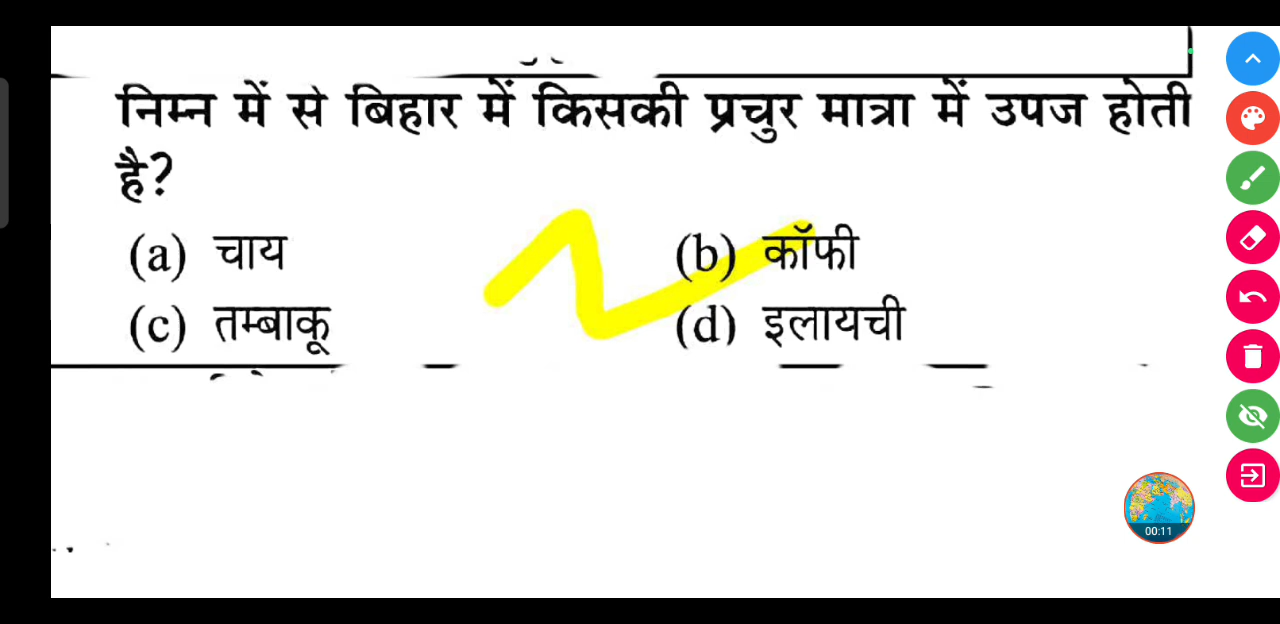 निम्न में से बिहार में किसकी प्रचुर मात्रा में उपज होती
है?
(a) चाय (b) कॉफी
(c) तम्बाकू (d) इलायची
00:11